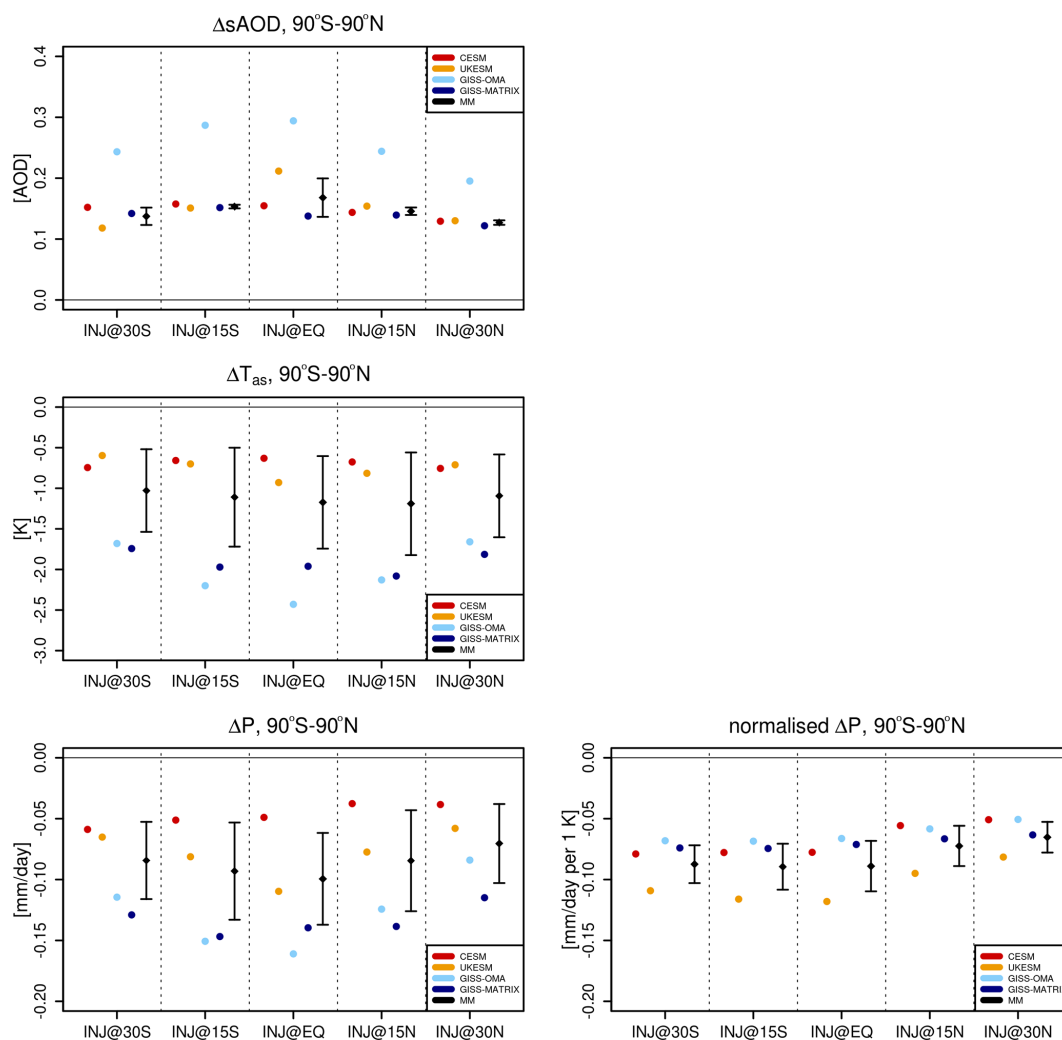 ΔsAOD, 90°S-90°N
[AOD]
0.4
0.3
0.2
0.1
0.0
CESM
UKESM
GISS-OMA
GISS-MATRIX
MM
INJ@30S INJ@15S INJ@EQ INJ@15N INJ@30N
ΔTas, 90°S-90°N
[K]
0.0
-0.5
-1.0
-1.5
-2.0
-2.5
-3.0
CESM
UKESM
GISS-OMA
GISS-MATRIX
MM
INJ@30S INJ@15S INJ@EQ INJ@15N INJ@30N
ΔP, 90°S-90°N
[mm/day]
0.00
-0.05
-0.10
-0.15
-0.20
CESM
UKESM
GISS-OMA
GISS-MATRIX
MM
INJ@30S INJ@15S INJ@EQ INJ@15N INJ@30N
normalised ΔP, 90°S-90°N
[mm/day per 1 K]
0.00
-0.05
-0.10
-0.15
-0.20
CESM
UKESM
GISS-OMA
GISS-MATRIX
MM
INJ@30S INJ@15S INJ@EQ INJ@15N INJ@30N